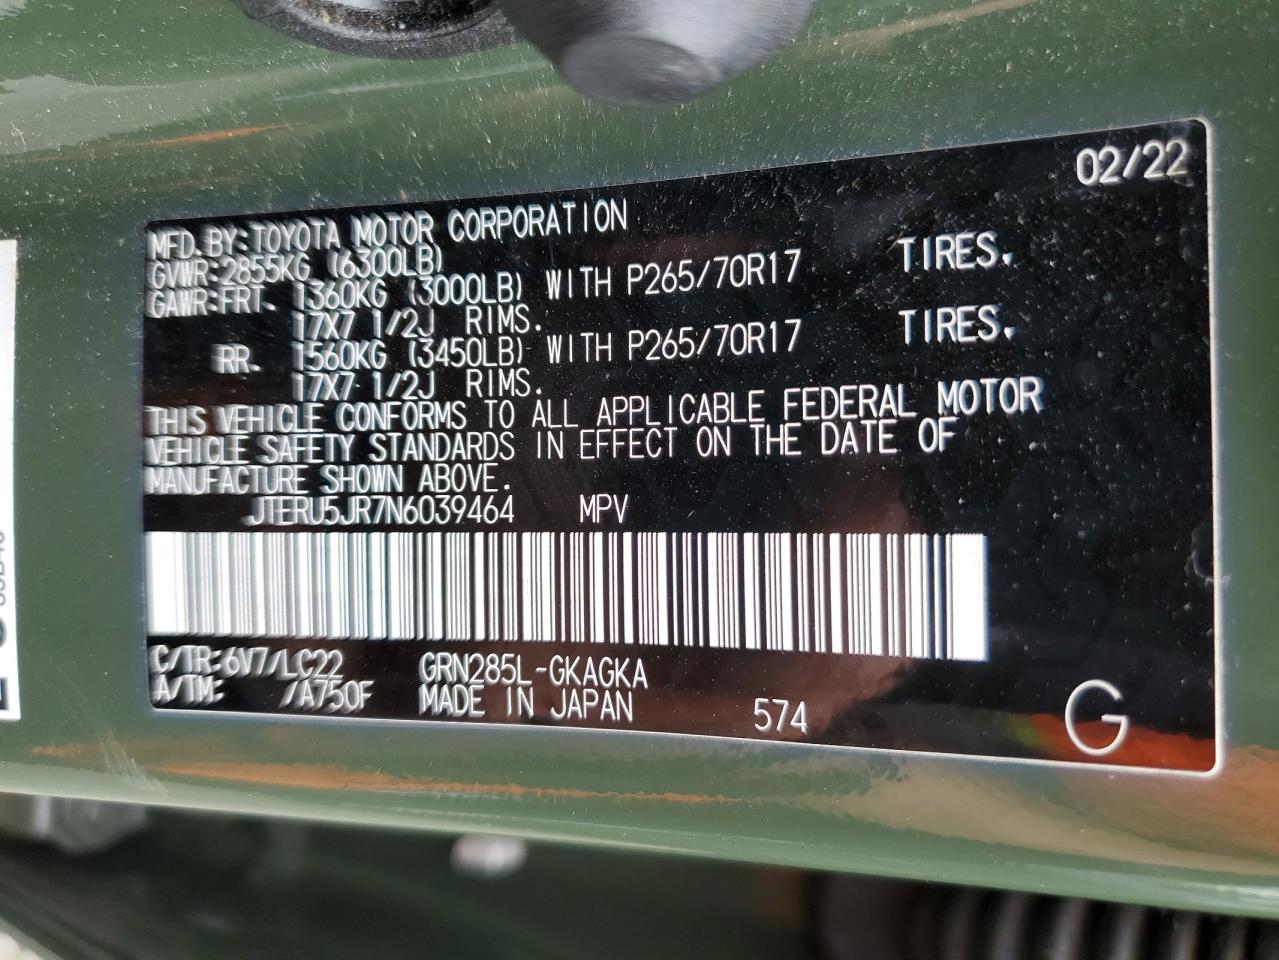 02/22
MFD. BY: TOYOTA MOTOR CORPORATION
GVWR: 2855KG (6300LB)
GAWR: FRT. 1360KG (3000LB) WITH P265/70R17 TIRES,
17X7 1/2J RIMS.
RR. 1560KG (3450LB) WITH P265/70R17 TIRES,
17X7 1/2J RIMS.
THIS VEHICLE CONFORMS TO ALL APPLICABLE FEDERAL MOTOR
VEHICLE SAFETY STANDARDS IN EFFECT ON THE DATE OF
MANUFACTURE SHOWN ABOVE.
JTERU5JR7N6039464 MPV
C/TR: 6V7/LC22 GRN285L-GKAGKA
A/TM: /A750F MADE IN JAPAN 574
G